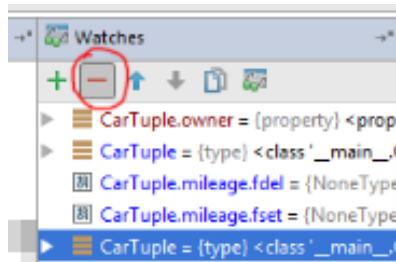 Watches
CarTuple.owner = {property} <prop
CarTuple = {type} <class '__main__.
CarTuple.mileage.fdel = {NoneType
CarTuple.mileage.fset = {NoneType
CarTuple = {type} <class '__main__.